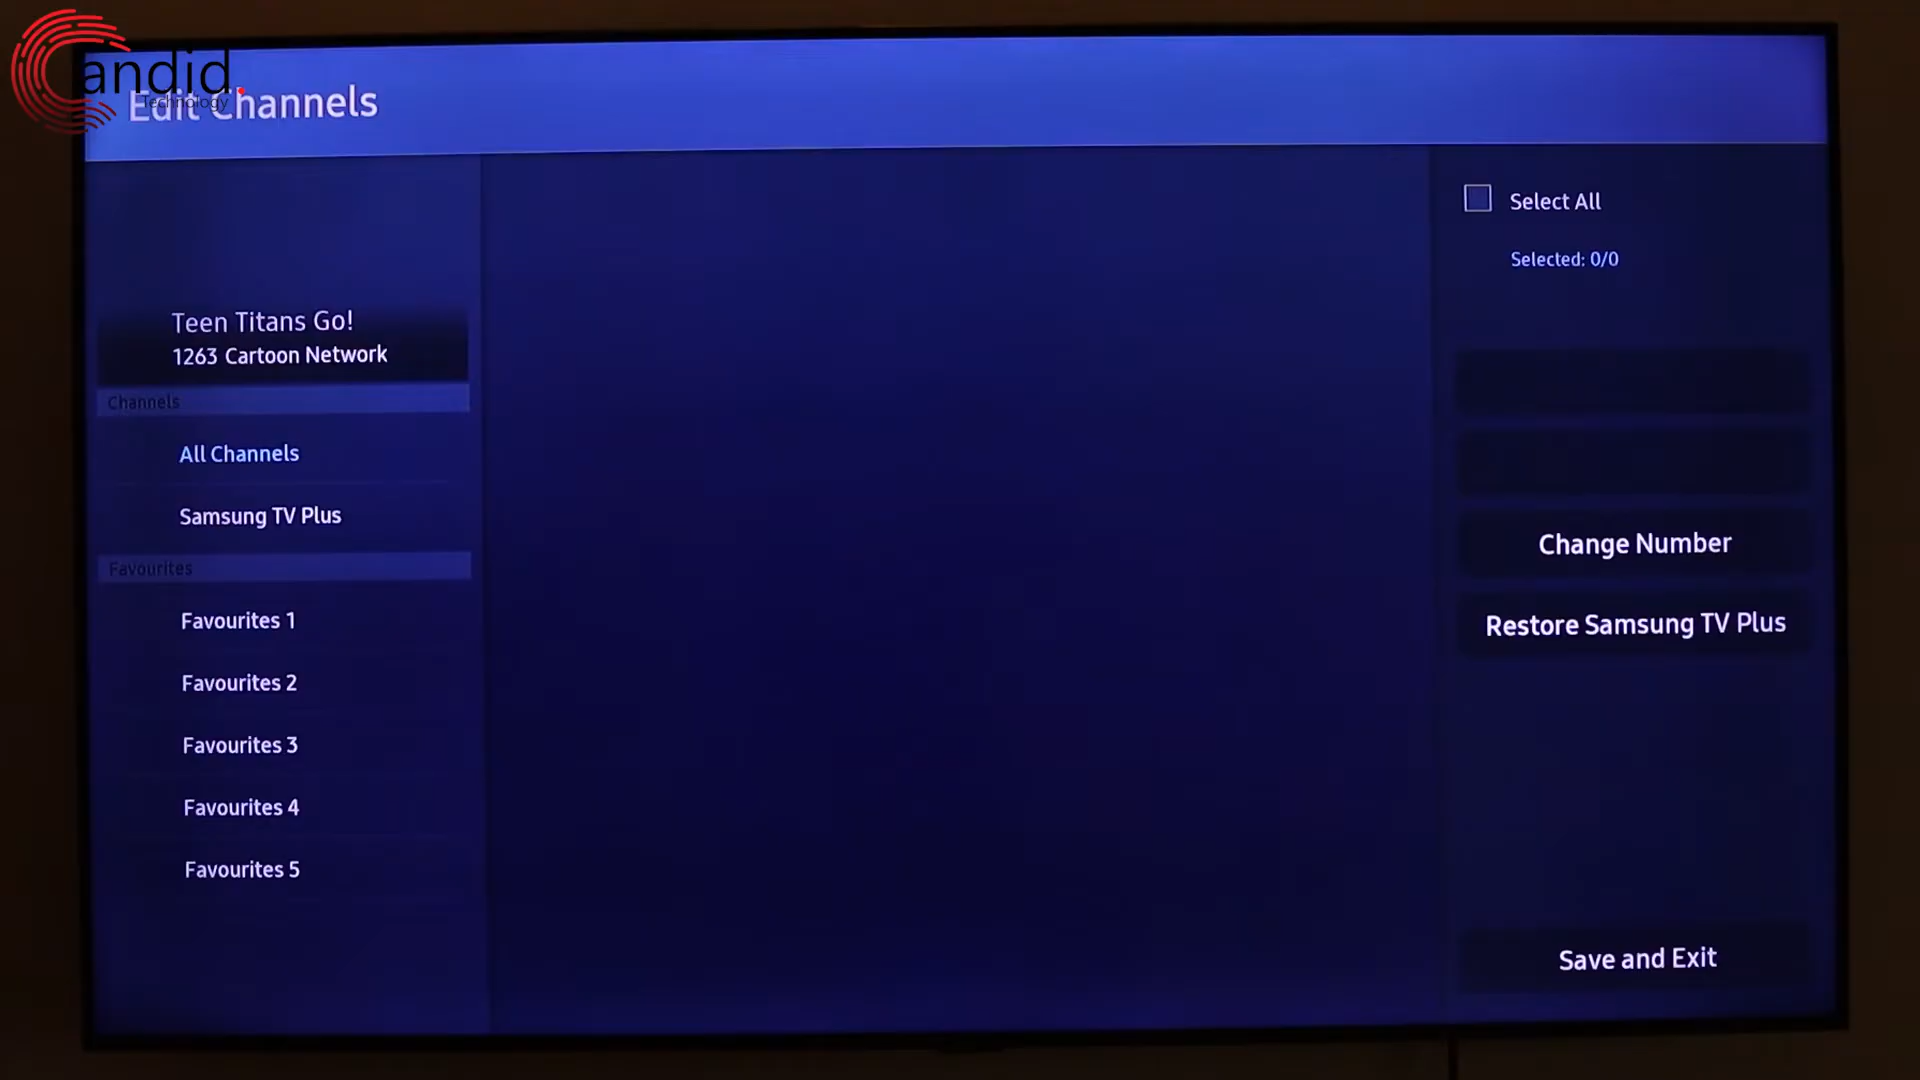 Candid.
Technology
Edit Channels
Select All
Selected: 0/0
Teen Titans Go!
1263 Cartoon Network
Channels
All Channels
Samsung TV Plus
Favourites
Favourites 1
Favourites 2
Favourites 3
Favourites 4
Favourites 5
Change Number
Restore Samsung TV Plus
Save and Exit